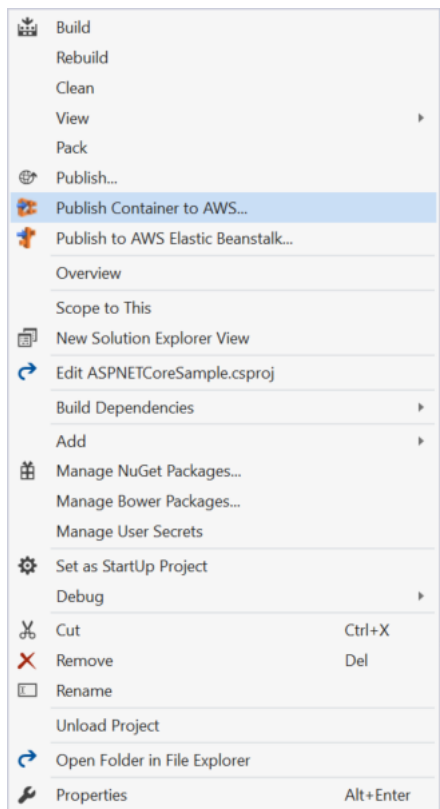 Build
Rebuild
Clean
View
Pack
Publish...
Publish Container to AWS...
Publish to AWS Elastic Beanstalk...
Overview
Scope to This
New Solution Explorer View
Edit ASPNETCoreSample.csproj
Build Dependencies
Add
Manage NuGet Packages...
Manage Bower Packages...
Manage User Secrets
Set as StartUp Project
Debug
Cut Ctrl+X
Remove Del
Rename
Unload Project
Open Folder in File Explorer
Properties Alt+Enter